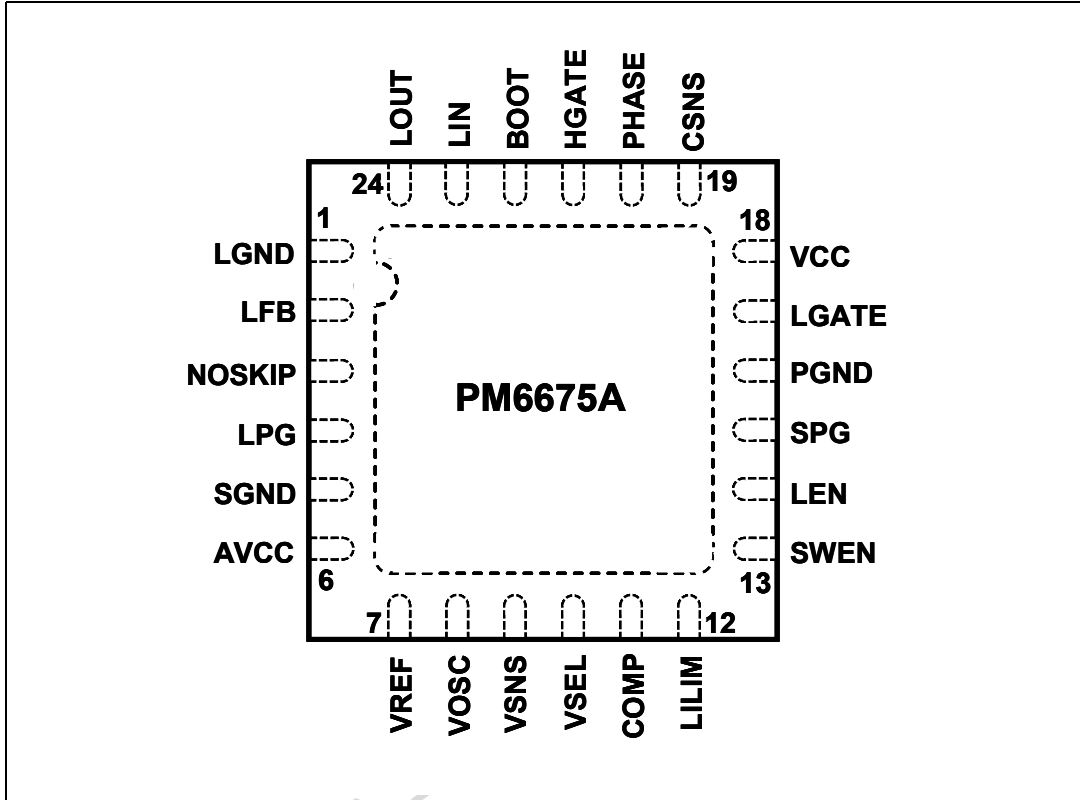 LOUT
LIN
BOOT
HGATE
PHASE
CSNS
24
19
1
18
LGND
VCC
LFB
LGATE
NOSKIP
PGND
PM6675A
LPG
SPG
SGND
LEN
AVCC
SWEN
6
13
7
12
VREF
VOSC
VSNS
VSEL
COMP
LILIM